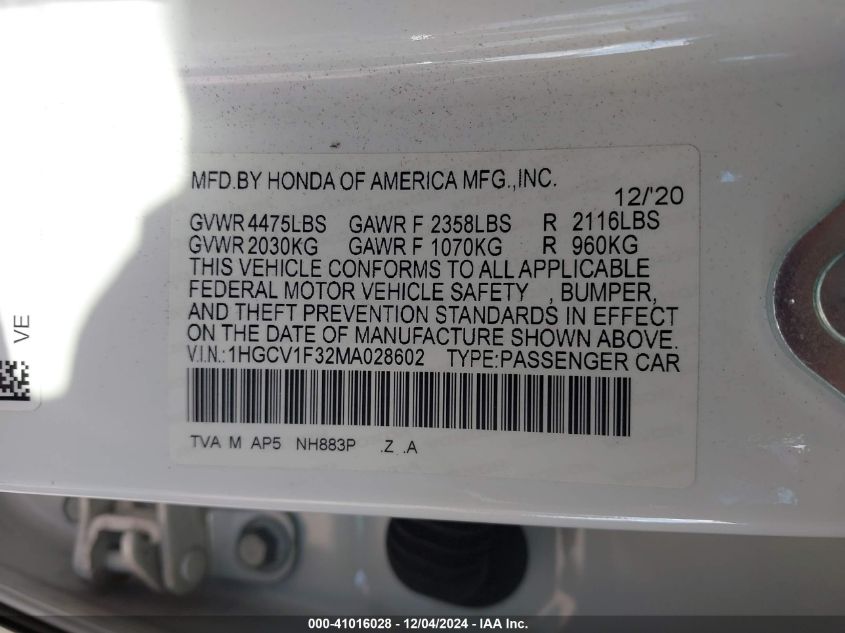 MFD.BY HONDA OF AMERICA MFG.,INC.
12/'20
GVWR 4475LBS GAWR F 2358LBS R 2116LBS
GVWR 2030KG GAWR F 1070KG R 960KG
THIS VEHICLE CONFORMS TO ALL APPLICABLE
FEDERAL MOTOR VEHICLE SAFETY , BUMPER,
AND THEFT PREVENTION STANDARDS IN EFFECT
ON THE DATE OF MANUFACTURE SHOWN ABOVE.
V.I.N.:1HGCV1F32MA028602 TYPE:PASSENGER CAR
TVA M AP5 NH883P .Z .A
VE
000-41016028 - 12/04/2024 - IAA Inc.